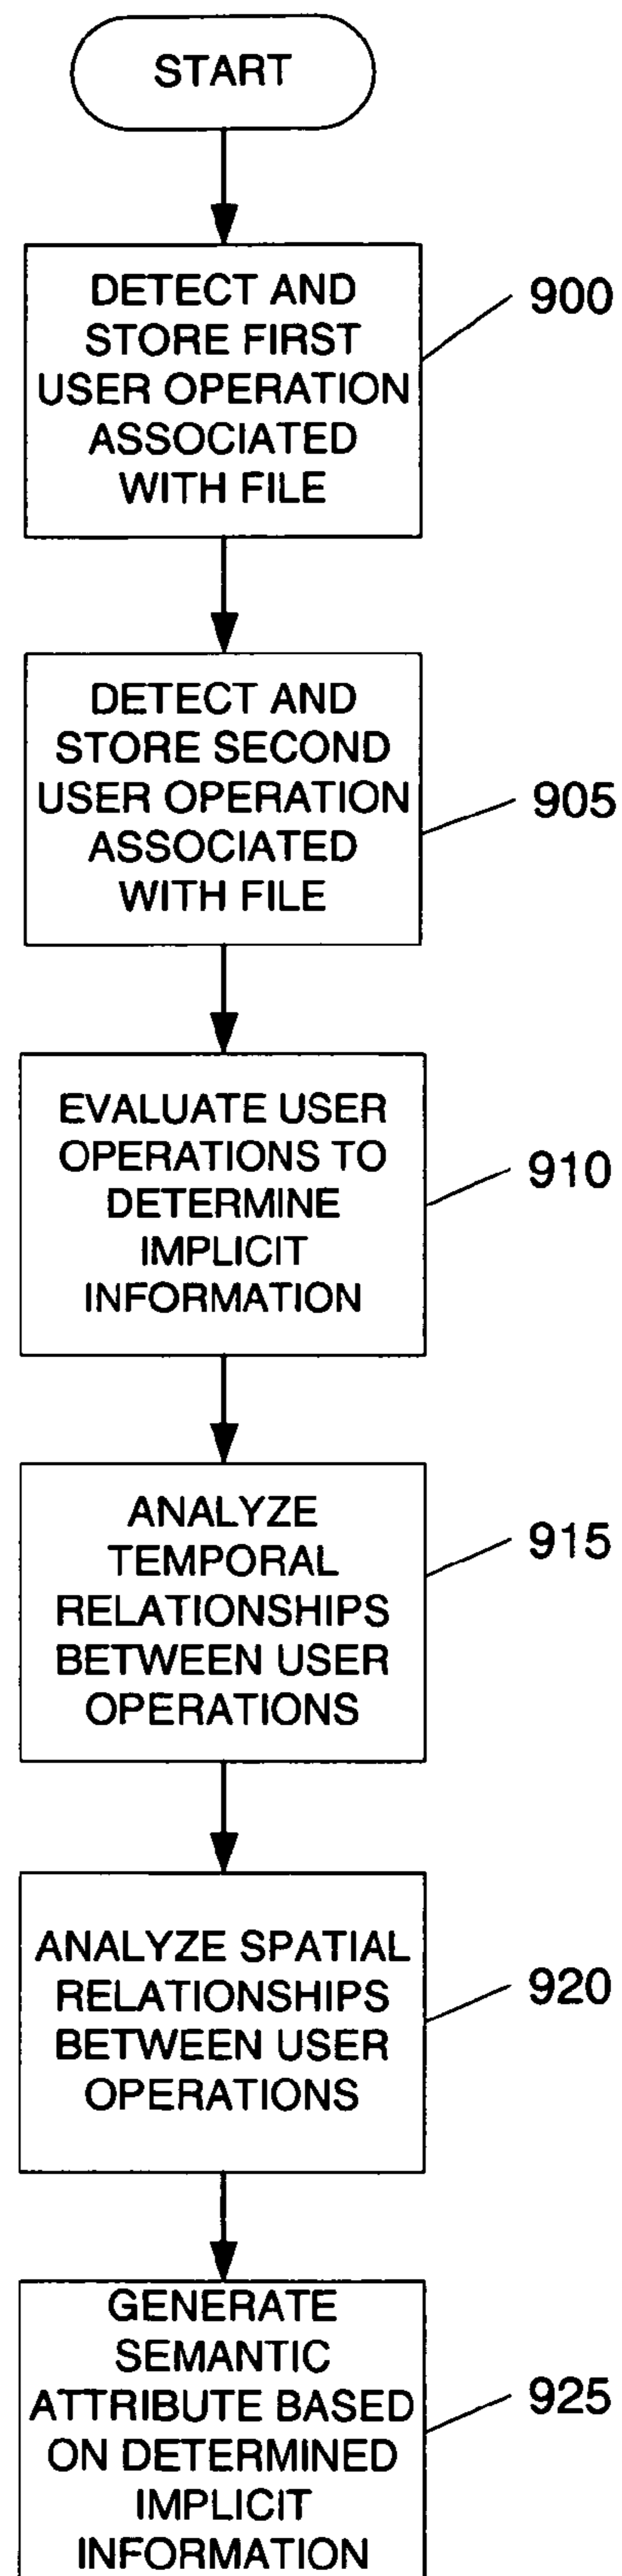 START
DETECT AND
STORE FIRST
USER OPERATION
ASSOCIATED
WITH FILE
900
DETECT AND
STORE SECOND
USER OPERATION
ASSOCIATED
WITH FILE
905
EVALUATE USER
OPERATIONS TO
DETERMINE
IMPLICIT
INFORMATION
910
ANALYZE
TEMPORAL
RELATIONSHIPS
BETWEEN USER
OPERATIONS
915
ANALYZE SPATIAL
RELATIONSHIPS
BETWEEN USER
OPERATIONS
920
GENERATE
SEMANTIC
ATTRIBUTE BASED
ON DETERMINED
IMPLICIT
INFORMATION
925